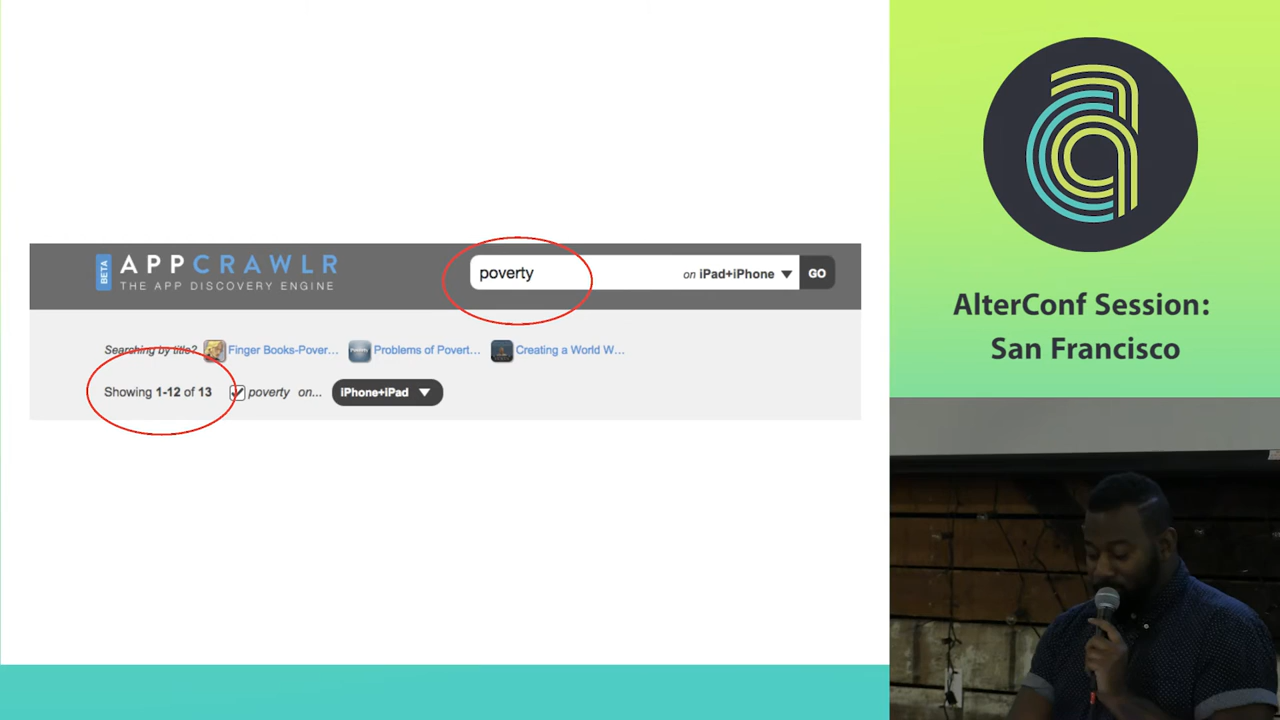 BETA
APPCRAWLR
THE APP DISCOVERY ENGINE
poverty
on iPad+iPhone
GO
Searching by title? Finger Books-Pover... Problems of Povert... Creating a World W...
Showing 1-12 of 13 poverty on... iPhone+iPad
AlterConf Session:
San Francisco